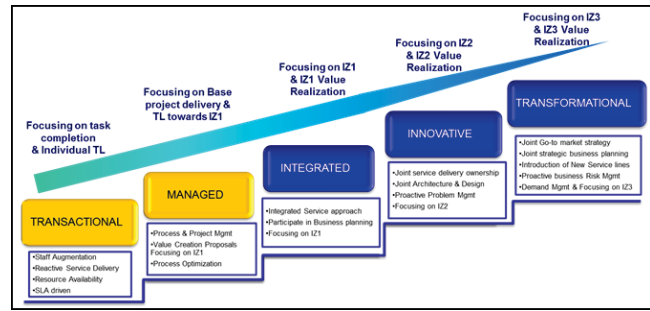 Focusing on task
completion
& Individual TL
Focusing on Base
project delivery &
TL towards IZ1
Focusing on IZ1
& IZ1 Value
Realization
Focusing on IZ2
& IZ2 Value
Realization
Focusing on IZ3
& IZ3 Value
Realization
TRANSACTIONAL
•Staff Augmentation
•Reactive Service Delivery
•Resource Availability
•SLA driven
MANAGED
•Process & Project Mgmt
•Value Creation Proposals
Focusing on IZ1
•Process Optimization
INTEGRATED
•Integrated Service approach
•Participate in Business planning
•Focusing on IZ1
INNOVATIVE
•Joint service delivery ownership
•Joint Architecture & Design
•Proactive Problem Mgmt
•Focusing on IZ2
TRANSFORMATIONAL
•Joint Go-to market strategy
•Joint strategic business planning
•Introduction of New Service lines
•Proactive business Risk Mgmt
•Demand Mgmt & Focusing on IZ3